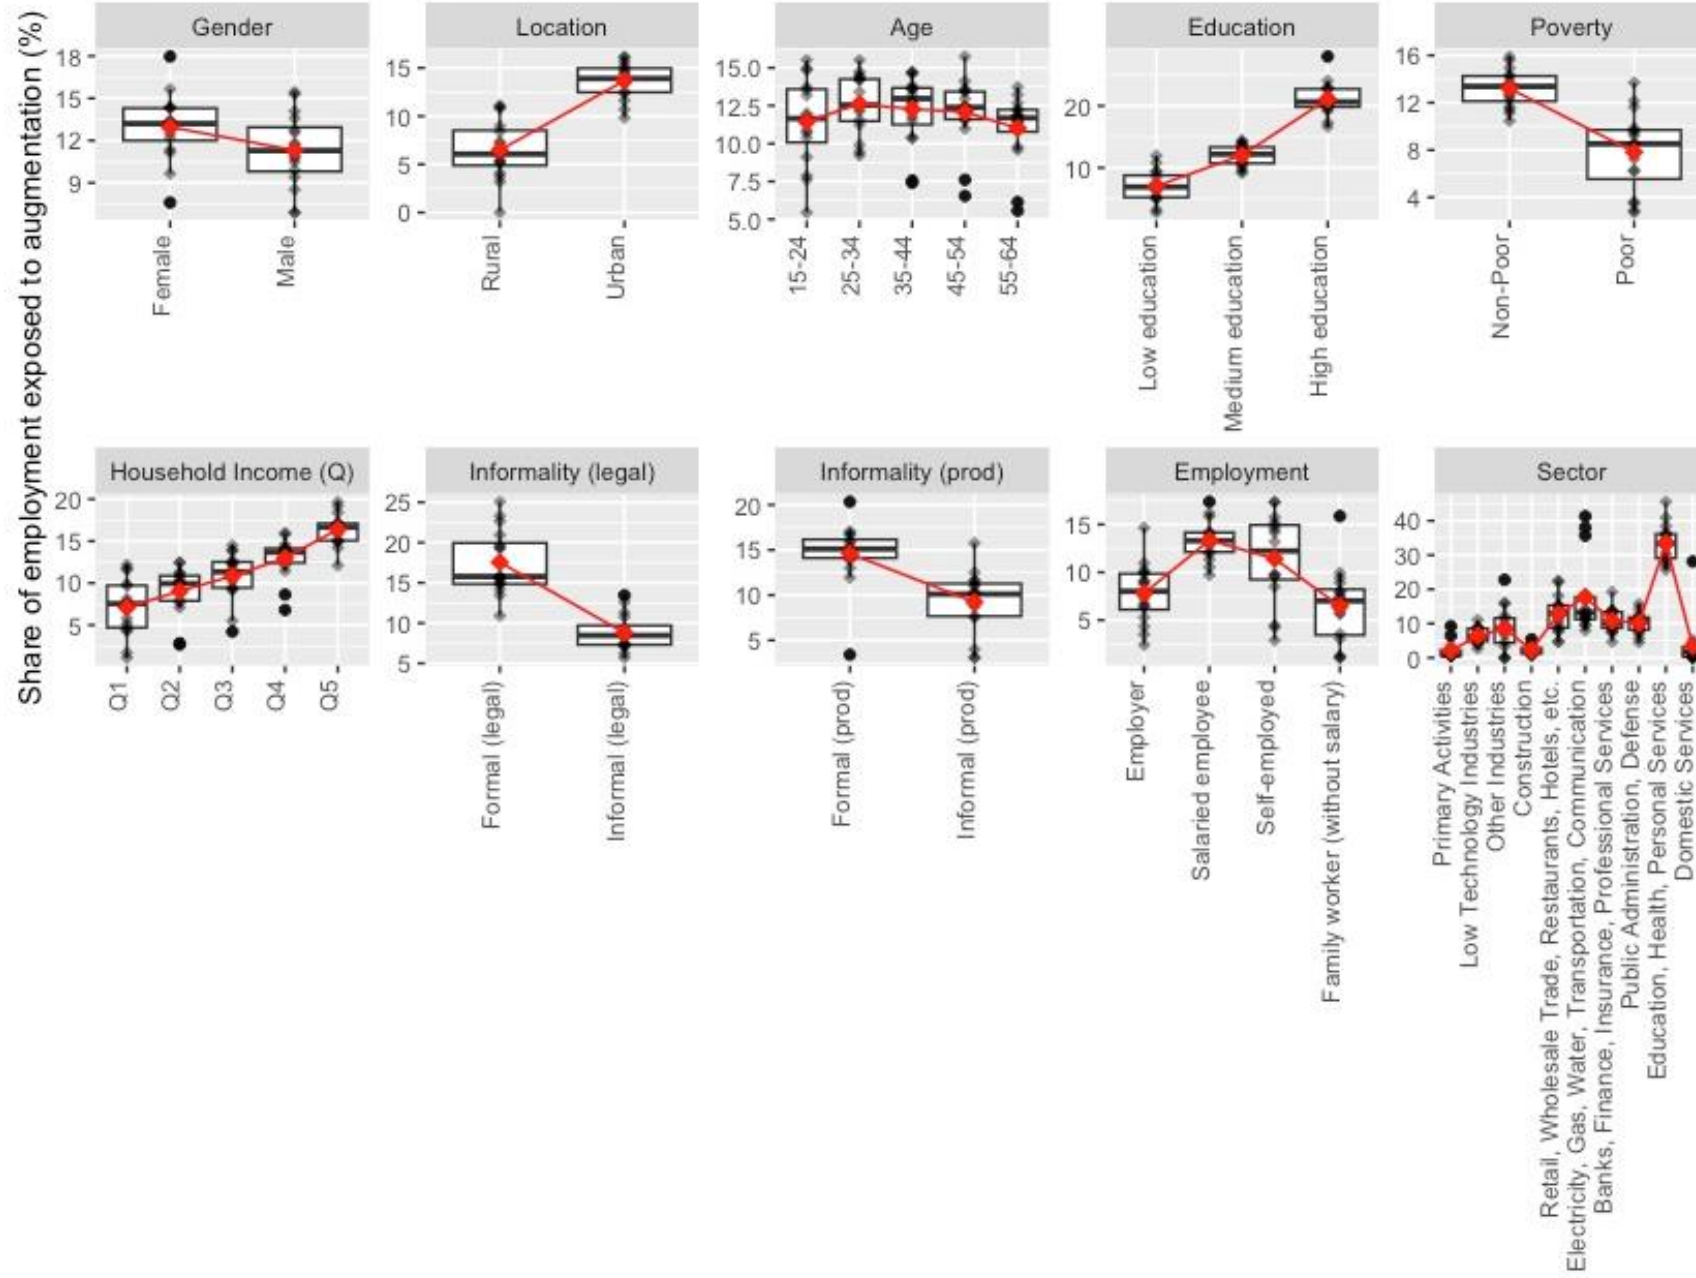 Share of employment exposed to augmentation (%)
Gender
18
15
12
9
Female
Male
Location
15
10
5
0
Rural
Urban
Age
15.0
12.5
10.0
7.5
5.0
15-24
25-34
35-44
45-54
55-64
Education
20
10
Low education
Medium education
High education
Poverty
16
12
8
4
Non-Poor
Poor
Household Income (Q)
20
15
10
5
Q1
Q2
Q3
Q4
Q5
Informality (legal)
25
20
15
10
5
Formal (legal)
Informal (legal)
Informality (prod)
20
15
10
5
Formal (prod)
Informal (prod)
Employment
15
10
5
Employer
Salaried employee
Self-employed
Family worker (without salary)
Sector
40
30
20
10
0
Primary Activities
Low Technology Industries
Other Industries
Construction
Retail, Wholesale Trade, Restaurants, Hotels, etc.
Electricity, Gas, Water, Transportation, Communication
Banks, Finance, Insurance, Professional Services
Public Administration, Defense
Education, Health, Personal Services
Domestic Services